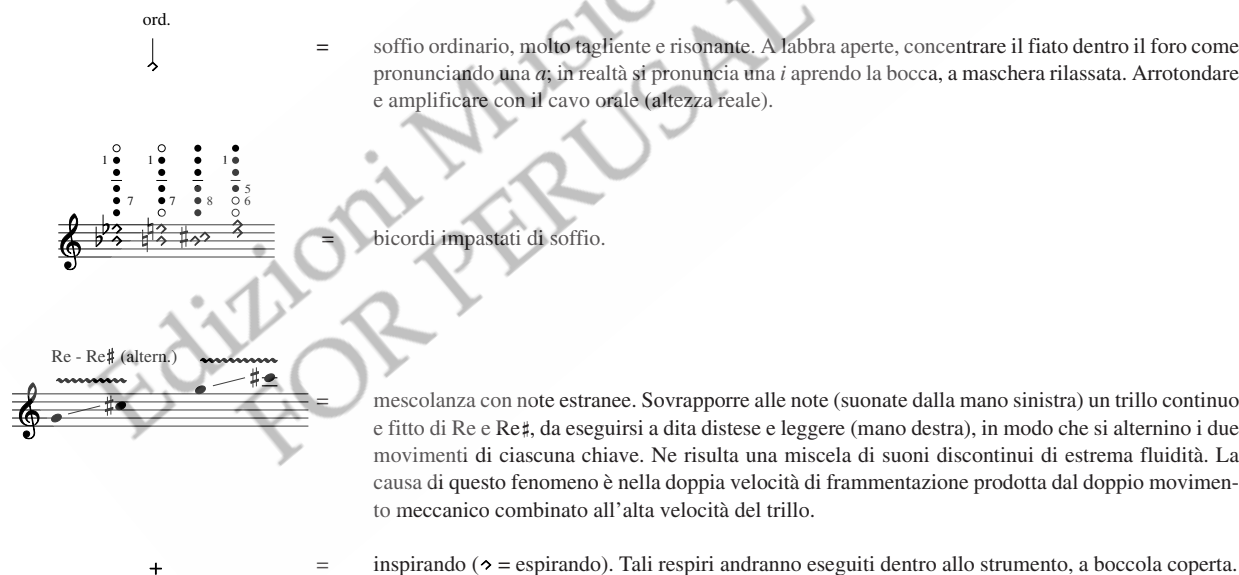 ord.
= soffio ordinario, molto tagliente e risonante. A labbra aperte, concentrare il fiato dentro il foro come
pronunciando una a; in realtà si pronuncia una i aprendo la bocca, a maschera rilassata. Arrotondare
e amplificare con il cavo orale (altezza reale).
1 1 1
5
7 7 8 6
= bicordi impastati di soffio.
Re - Re♯ (altern.)
= mescolanza con note estranee. Sovrapporre alle note (suonate dalla mano sinistra) un trillo continuo
e fitto di Re e Re♯, da eseguirsi a dita distese e leggere (mano destra), in modo che si alternino i due
movimenti di ciascuna chiave. Ne risulta una miscela di suoni discontinui di estrema fluidità. La
causa di questo fenomeno è nella doppia velocità di frammentazione prodotta dal doppio movimen-
to meccanico combinato all'alta velocità del trillo.
+ = inspirando ( = espirando). Tali respiri andranno eseguiti dentro allo strumento, a boccola coperta.
Edizioni Music
FOR PERUSAL